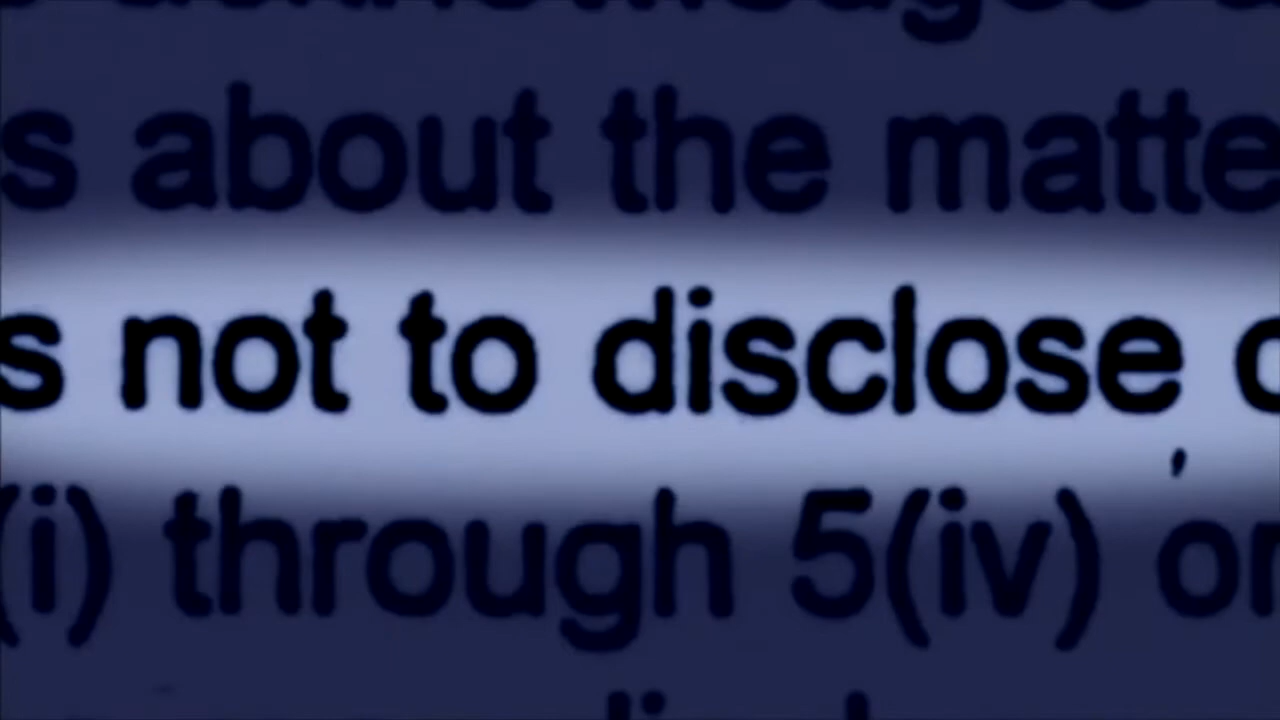 s about the matte
s not to disclose
(i) through 5(iv) or